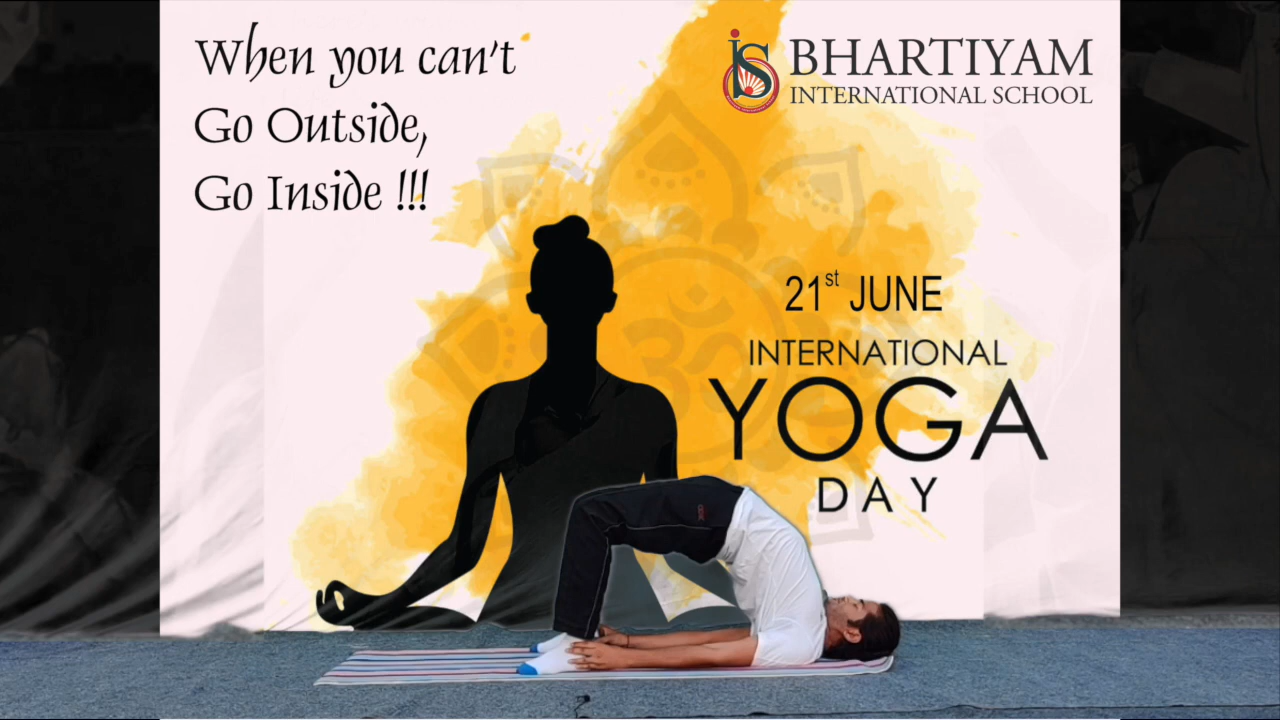 When you can't
Go Outside,
Go Inside !!!
BHARTIYAM
INTERNATIONAL SCHOOL
21st JUNE
INTERNATIONAL
YOGA
DAY